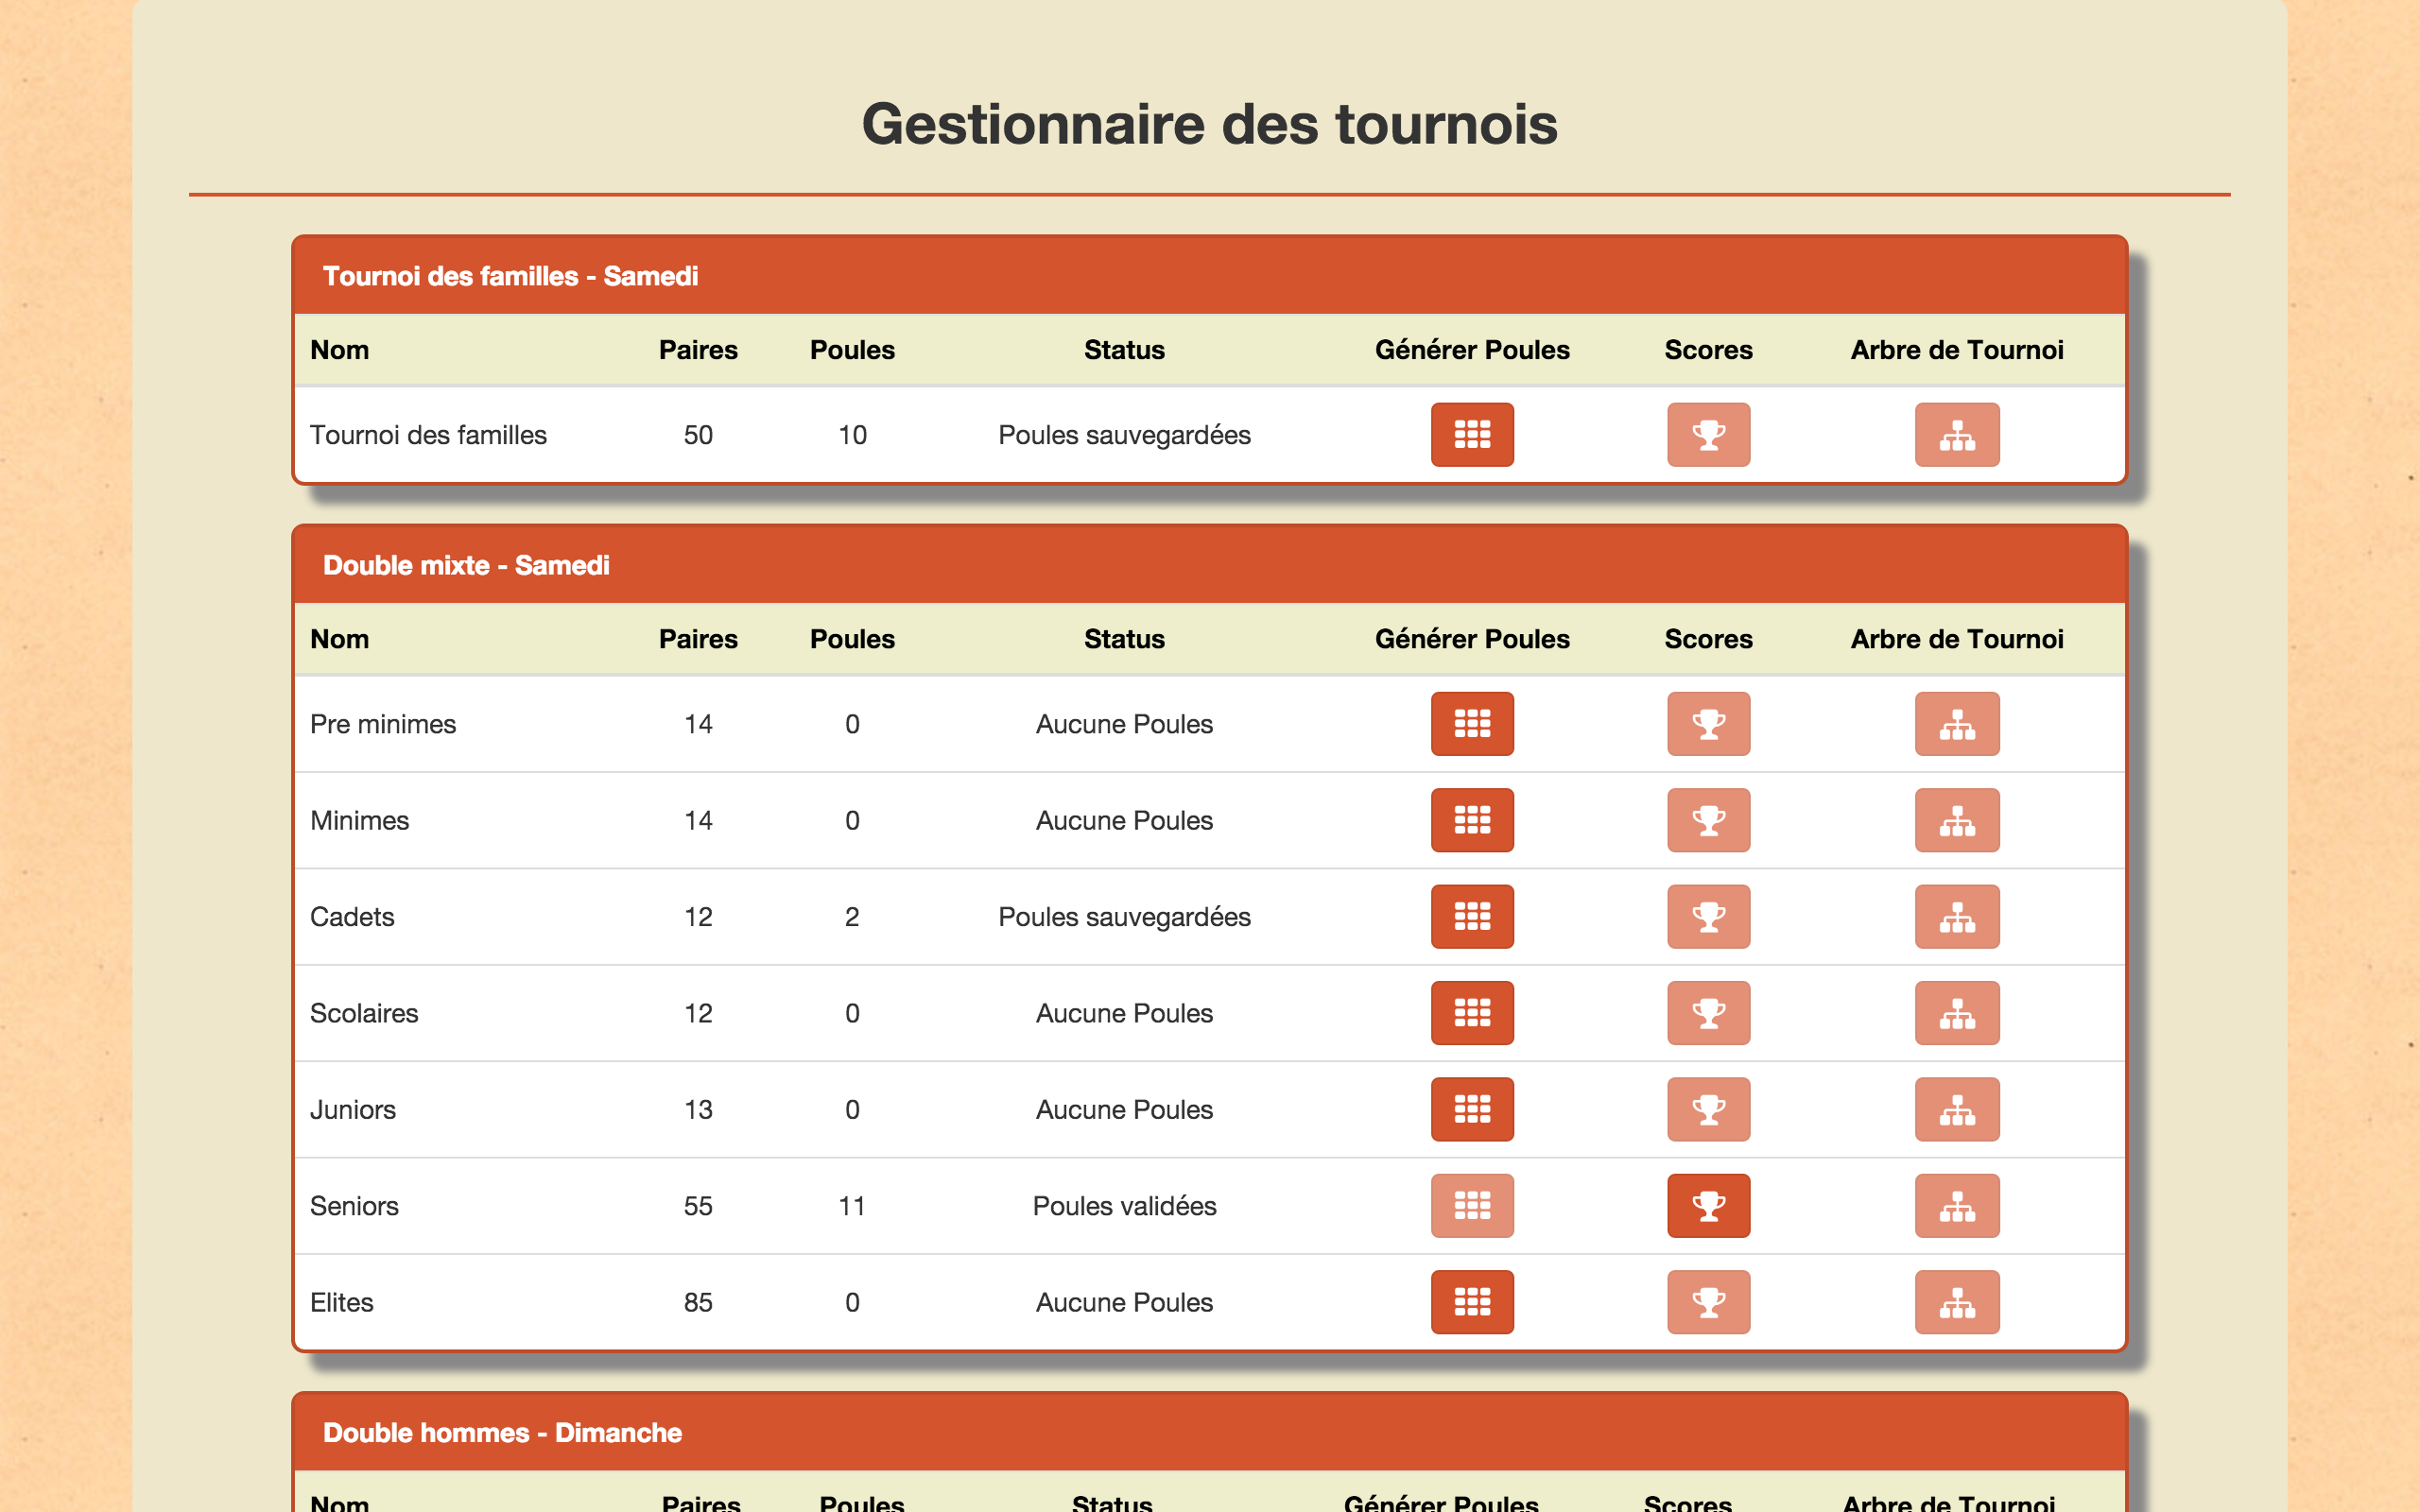 Gestionnaire des tournois
Tournoi des familles - Samedi
Nom Paires Poules Status Générer Poules Scores Arbre de Tournoi
Tournoi des familles 50 10 Poules sauvegardées
Double mixte - Samedi
Nom Paires Poules Status Générer Poules Scores Arbre de Tournoi
Pre minimes 14 0 Aucune Poules
Minimes 14 0 Aucune Poules
Cadets 12 2 Poules sauvegardées
Scolaires 12 0 Aucune Poules
Juniors 13 0 Aucune Poules
Seniors 55 11 Poules validées
Elites 85 0 Aucune Poules
Double hommes - Dimanche
Nom Paires Poules Status Générer Poules Scores Arbre de Tournoi